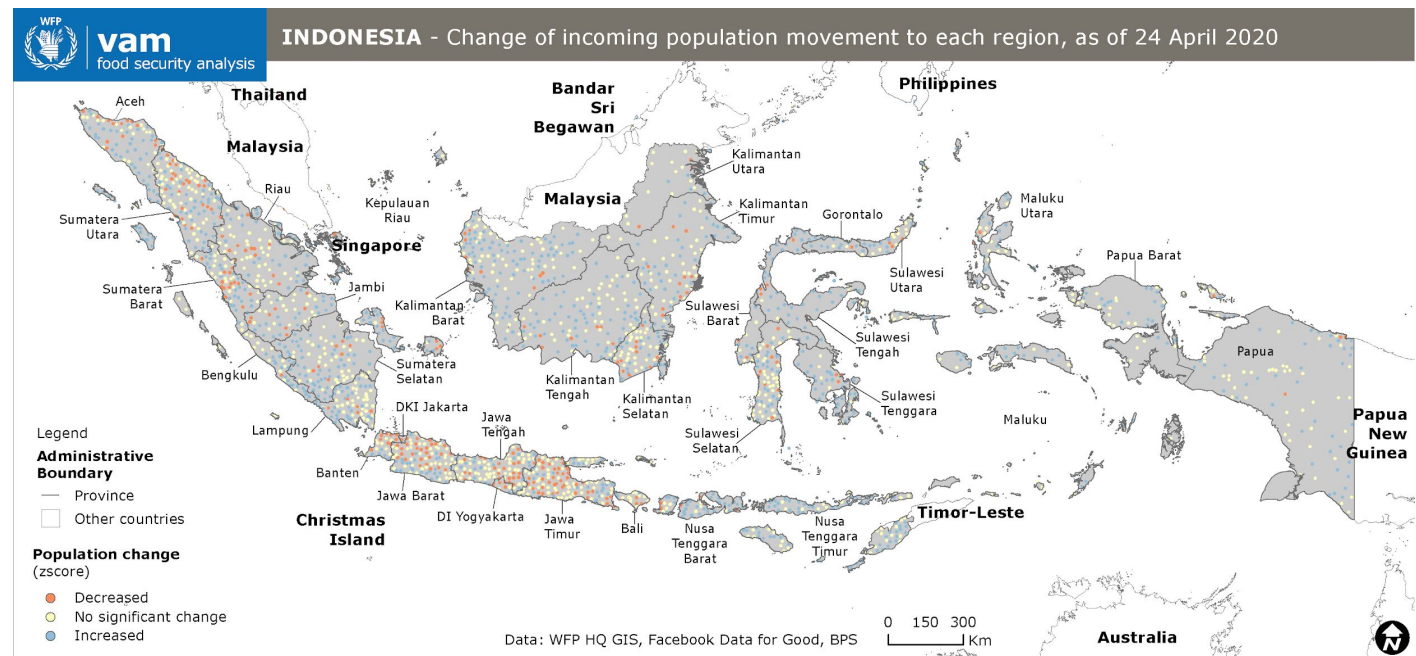 WFP
vam
food security analysis
INDONESIA - Change of incoming population movement to each region, as of 24 April 2020
Aceh
Thailand
Bandar
Sri
Begawan
Philippines
Malaysia
Kalimantan
Utara
Riau
Kepulauan
Riau
Malaysia
Kalimantan
Timur
Gorontalo
Maluku
Utara
Sumatera
Utara
Singapore
Papua Barat
Sumatera
Barat
Jambi
Kalimantan
Barat
Sulawesi
Barat
Sulawesi
Utara
Sulawesi
Tengah
Papua
Bengkulu
Sumatera
Selatan
Kalimantan
Tengah
Kalimantan
Selatan
Sulawesi
Tenggara
Lampung
DKI Jakarta
Jawa
Tengah
Sulawesi
Selatan
Maluku
Papua
New
Guinea
Banten
Jawa Barat
DI Yogyakarta
Jawa
Timur
Bali
Nusa
Tenggara
Barat
Nusa
Tenggara
Timur
Timor-Leste
Christmas
Island
Legend
Administrative
Boundary
Province
Other countries
Population change
(zscore)
Decreased
No significant change
Increased
Data: WFP HQ GIS, Facebook Data for Good, BPS
0 150 300
Km
Australia
N